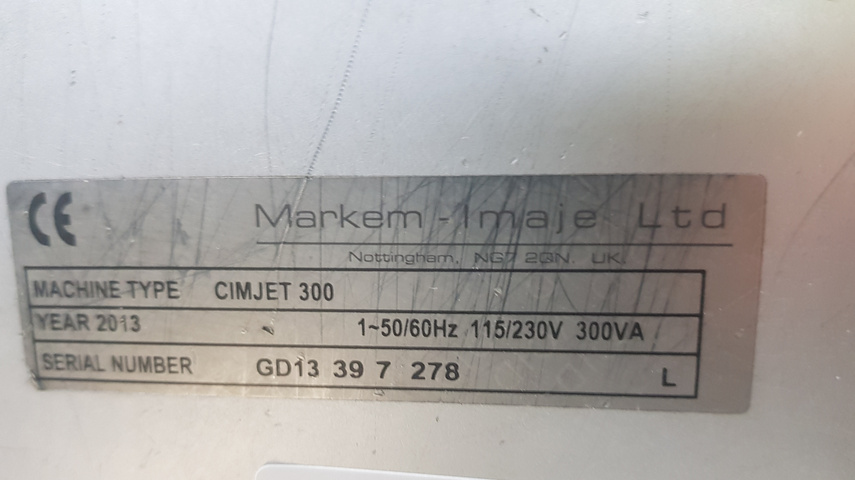 CE
Markem-Imaje Ltd
Nottingham, NG7 2GN. UK.
MACHINE TYPE CIMJET 300
YEAR 2013 1~50/60Hz 115/230V 300VA
SERIAL NUMBER GD13 39 7 278 L